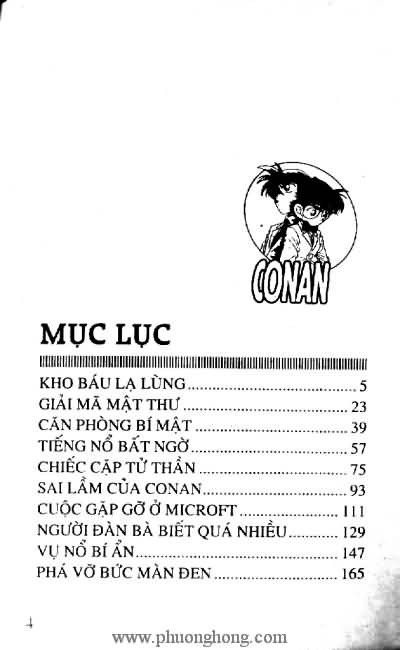 CONAN
MỤC LỤC
KHO BÁU LẠ LÙNG........................................ 5
GIẢI MÃ MẬT THƯ ........................................ 23
CĂN PHÒNG BÍ MẬT ........................................ 39
TIẾNG NỔ BẤT NGỜ ........................................ 57
CHIẾC CẶP TỬ THẦN ........................................ 75
SAI LẦM CỦA CONAN........................................ 93
CUỘC GẶP GỠ Ở MICROFT ........................ 111
NGƯỜI ĐÀN BÀ BIẾT QUÁ NHIỀU............ 129
VỤ NỔ BÍ ẨN........................................ 147
PHÁ VỠ BỨC MÀN ĐEN ........................ 165
4
www.phuonghong.com